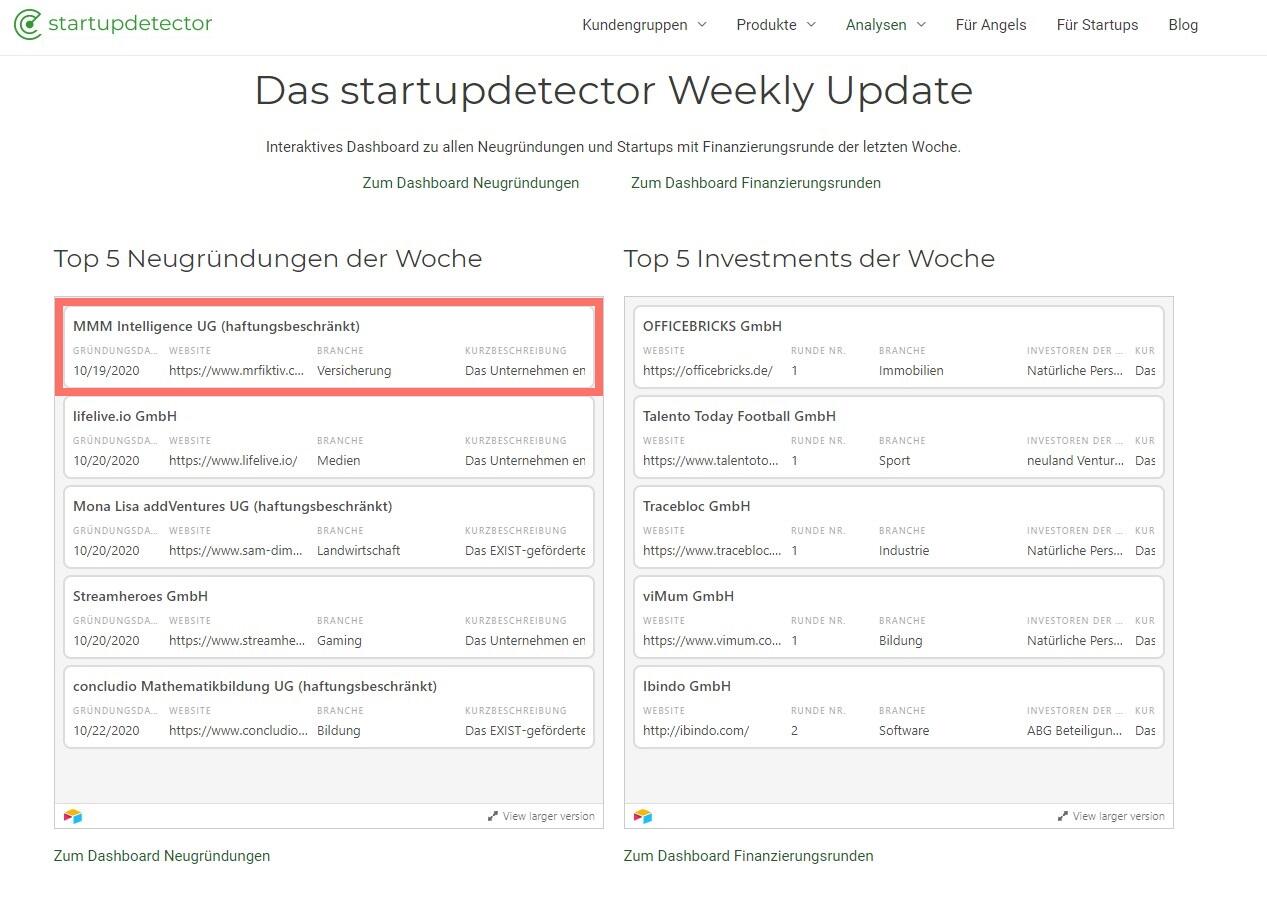 startupdetector
Kundengruppen Produkte Analysen Für Angels Für Startups Blog
Das startupdetector Weekly Update
Interaktives Dashboard zu allen Neugründungen und Startups mit Finanzierungsrunde der letzten Woche.
Zum Dashboard Neugründungen Zum Dashboard Finanzierungsrunden
Top 5 Neugründungen der Woche
MMM Intelligence UG (haftungsbeschränkt)
GRÜNDUNGSDA... WEBSITE BRANCHE KURZBESCHREIBUNG
10/19/2020 https://www.mrfiktiv.c... Versicherung Das Unternehmen en
lifelive.io GmbH
GRÜNDUNGSDA... WEBSITE BRANCHE KURZBESCHREIBUNG
10/20/2020 https://www.lifelive.io/ Medien Das Unternehmen en
Mona Lisa addVentures UG (haftungsbeschränkt)
GRÜNDUNGSDA... WEBSITE BRANCHE KURZBESCHREIBUNG
10/20/2020 https://www.sam-dim... Landwirtschaft Das EXIST-geförderte
Streamheroes GmbH
GRÜNDUNGSDA... WEBSITE BRANCHE KURZBESCHREIBUNG
10/20/2020 https://www.streamhe... Gaming Das Unternehmen en
concludio Mathematikbildung UG (haftungsbeschränkt)
GRÜNDUNGSDA... WEBSITE BRANCHE KURZBESCHREIBUNG
10/22/2020 https://www.concludio... Bildung Das EXIST-geförderte
View larger version
Zum Dashboard Neugründungen
Top 5 Investments der Woche
OFFICEBRICKS GmbH
WEBSITE RUNDE NR. BRANCHE INVESTOREN DER ... KUR
https://officebricks.de/ 1 Immobilien Natürliche Pers... Das
Talento Today Football GmbH
WEBSITE RUNDE NR. BRANCHE INVESTOREN DER ... KUR
https://www.talentoto... 1 Sport neuland Ventur... Das
Tracebloc GmbH
WEBSITE RUNDE NR. BRANCHE INVESTOREN DER ... KUR
https://www.tracebloc.... 1 Industrie Natürliche Pers... Das
viMum GmbH
WEBSITE RUNDE NR. BRANCHE INVESTOREN DER ... KUR
https://www.vimum.co... 1 Bildung Natürliche Pers... Das
Ibindo GmbH
WEBSITE RUNDE NR. BRANCHE INVESTOREN DER ... KUR
http://ibindo.com/ 2 Software ABG Beteiligun... Das
View larger version
Zum Dashboard Finanzierungsrunden